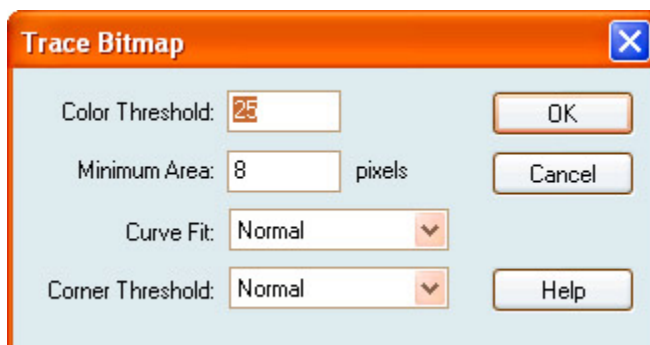 Trace Bitmap
Color Threshold: 25 OK
Minimum Area: 8 pixels Cancel
Curve Fit: Normal
Corner Threshold: Normal Help